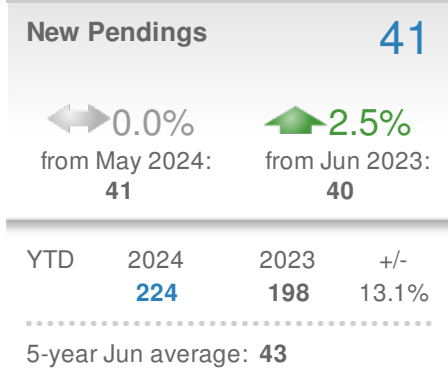 New Pendings 41
0.0% 2.5%
from May 2024: from Jun 2023:
41 40
YTD 2024 2023 +/-
224 198 13.1%
5-year Jun average: 43